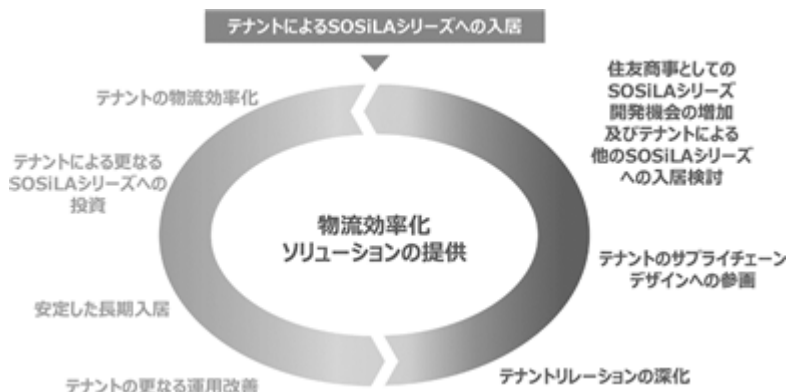 テナントによるSOSiLAシリーズへの入居
テナントの物流効率化
テナントによる更なる
SOSiLAシリーズへの
投資
安定した長期入居
テナントの更なる運用改善
物流効率化
ソリューションの提供
住友商事としての
SOSiLAシリーズ
開発機会の増加
及びテナントによる
他のSOSiLAシリーズ
への入居検討
テナントのサプライチェーン
デザインへの参画
テナントリレーションの深化